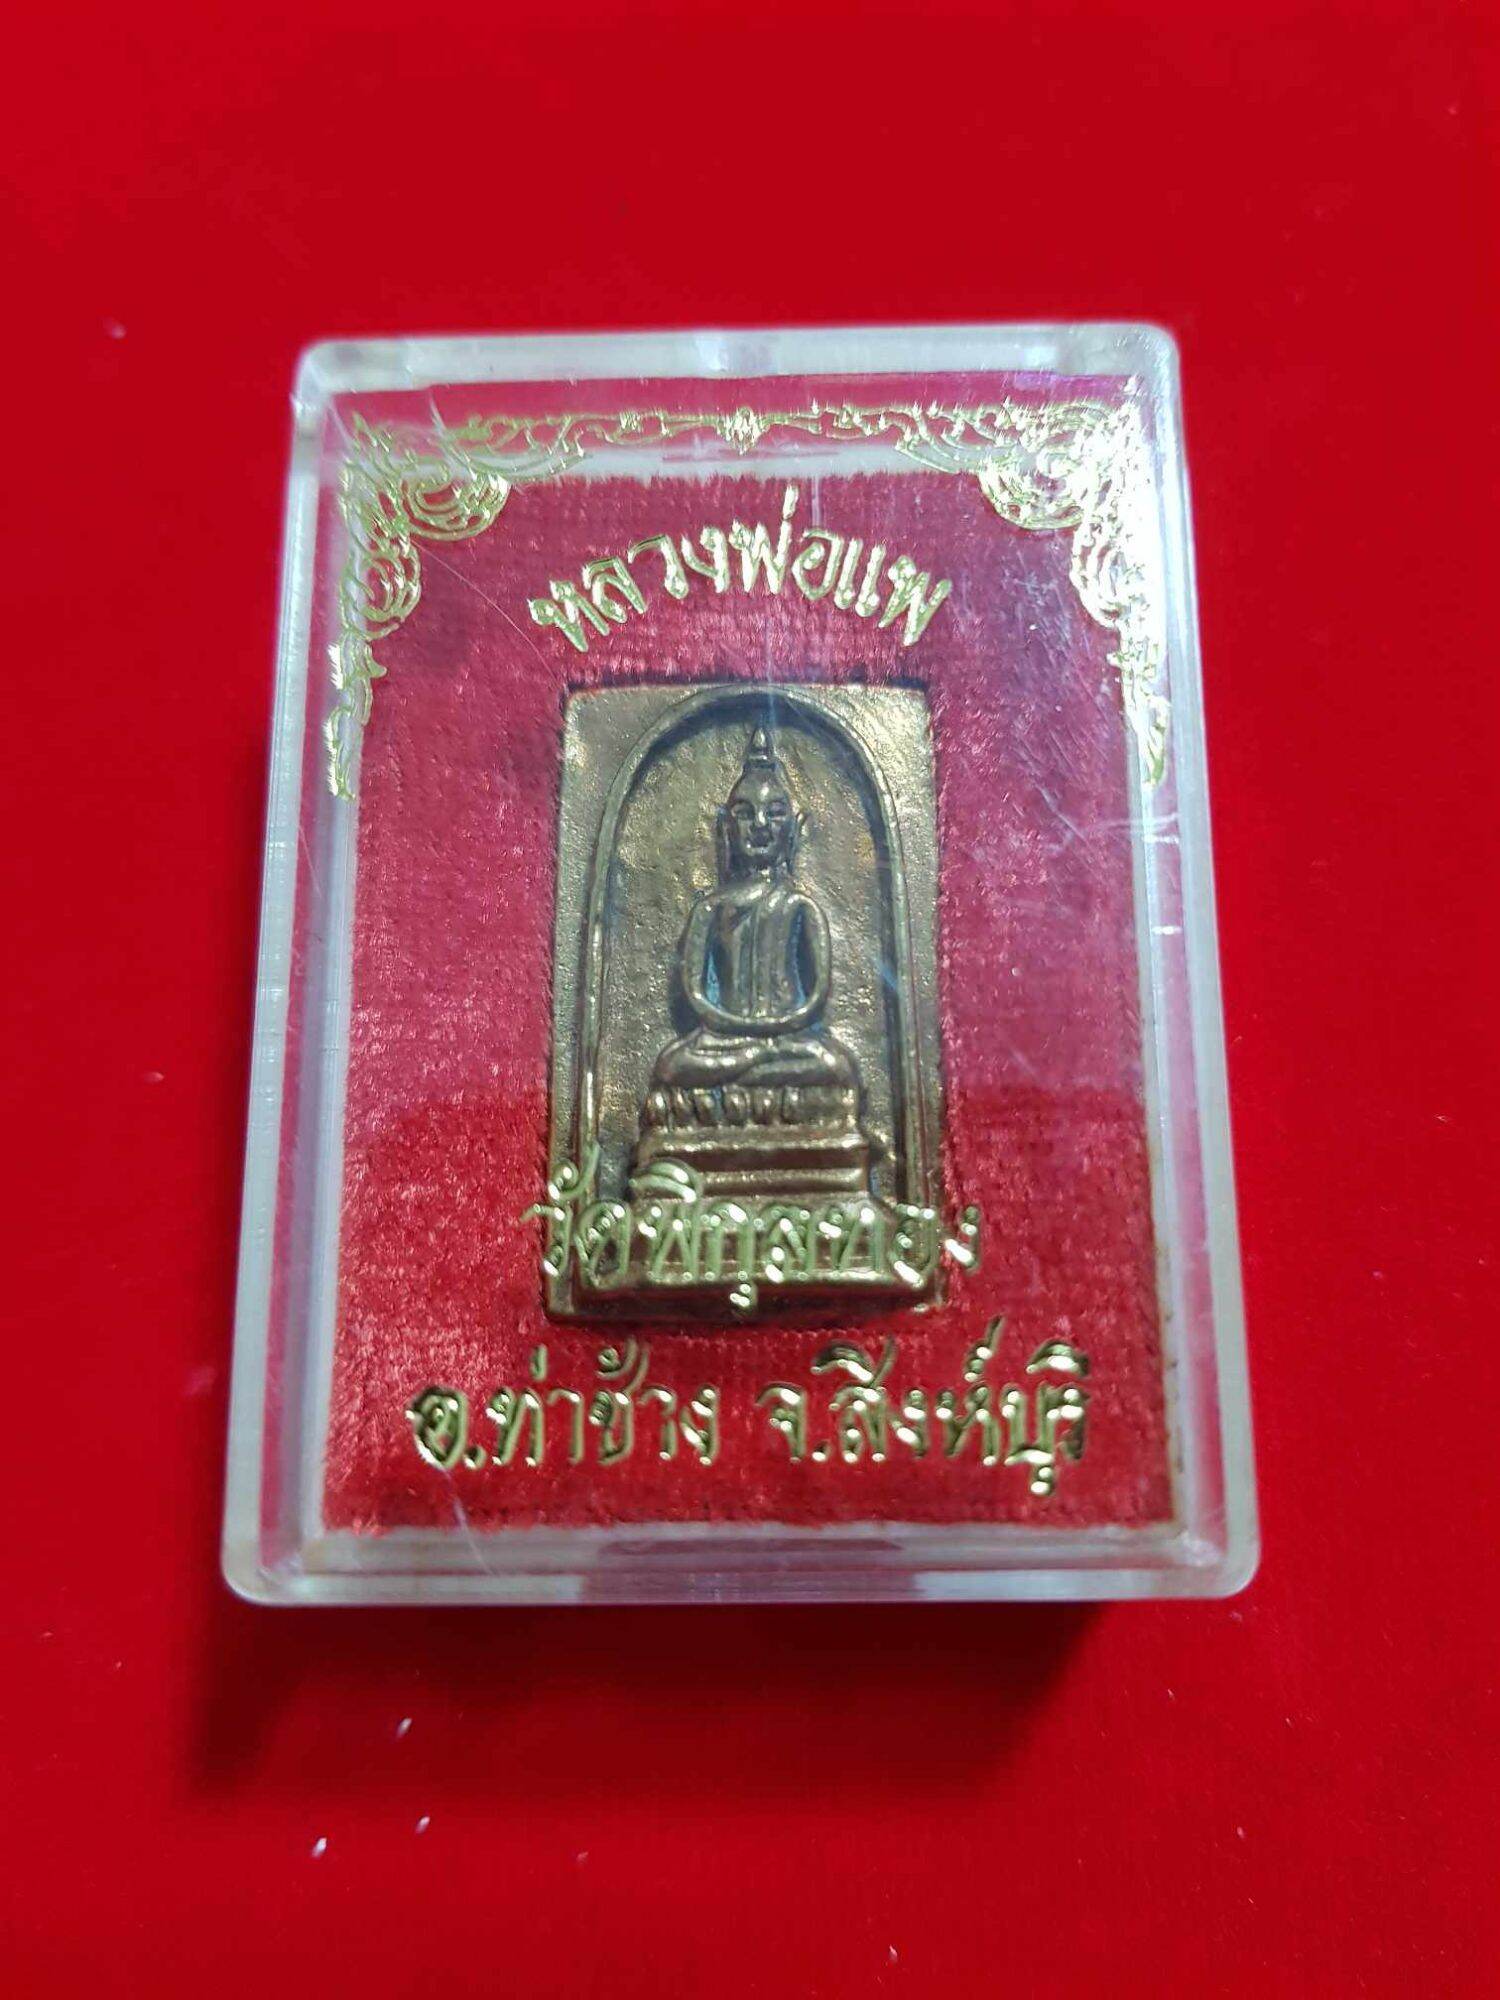 หลวงพ่อแพ
วัดพิกุลทอง
อ.ท่าช้าง จ.สิงห์บุรี